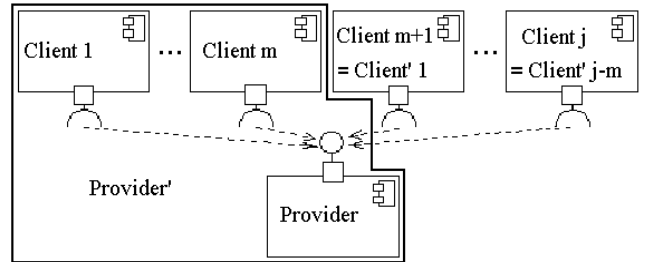 Client 1
...
Client m
Client m+1
= Client' 1
...
Client j
= Client' j-m
Provider'
Provider